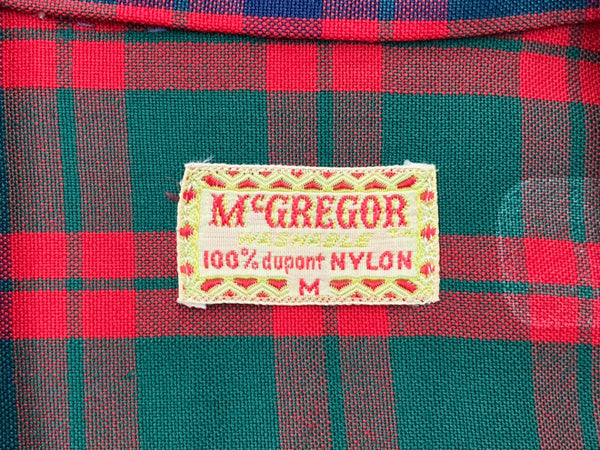 McGREGOR
WASHABLE
100% dupont NYLON
M